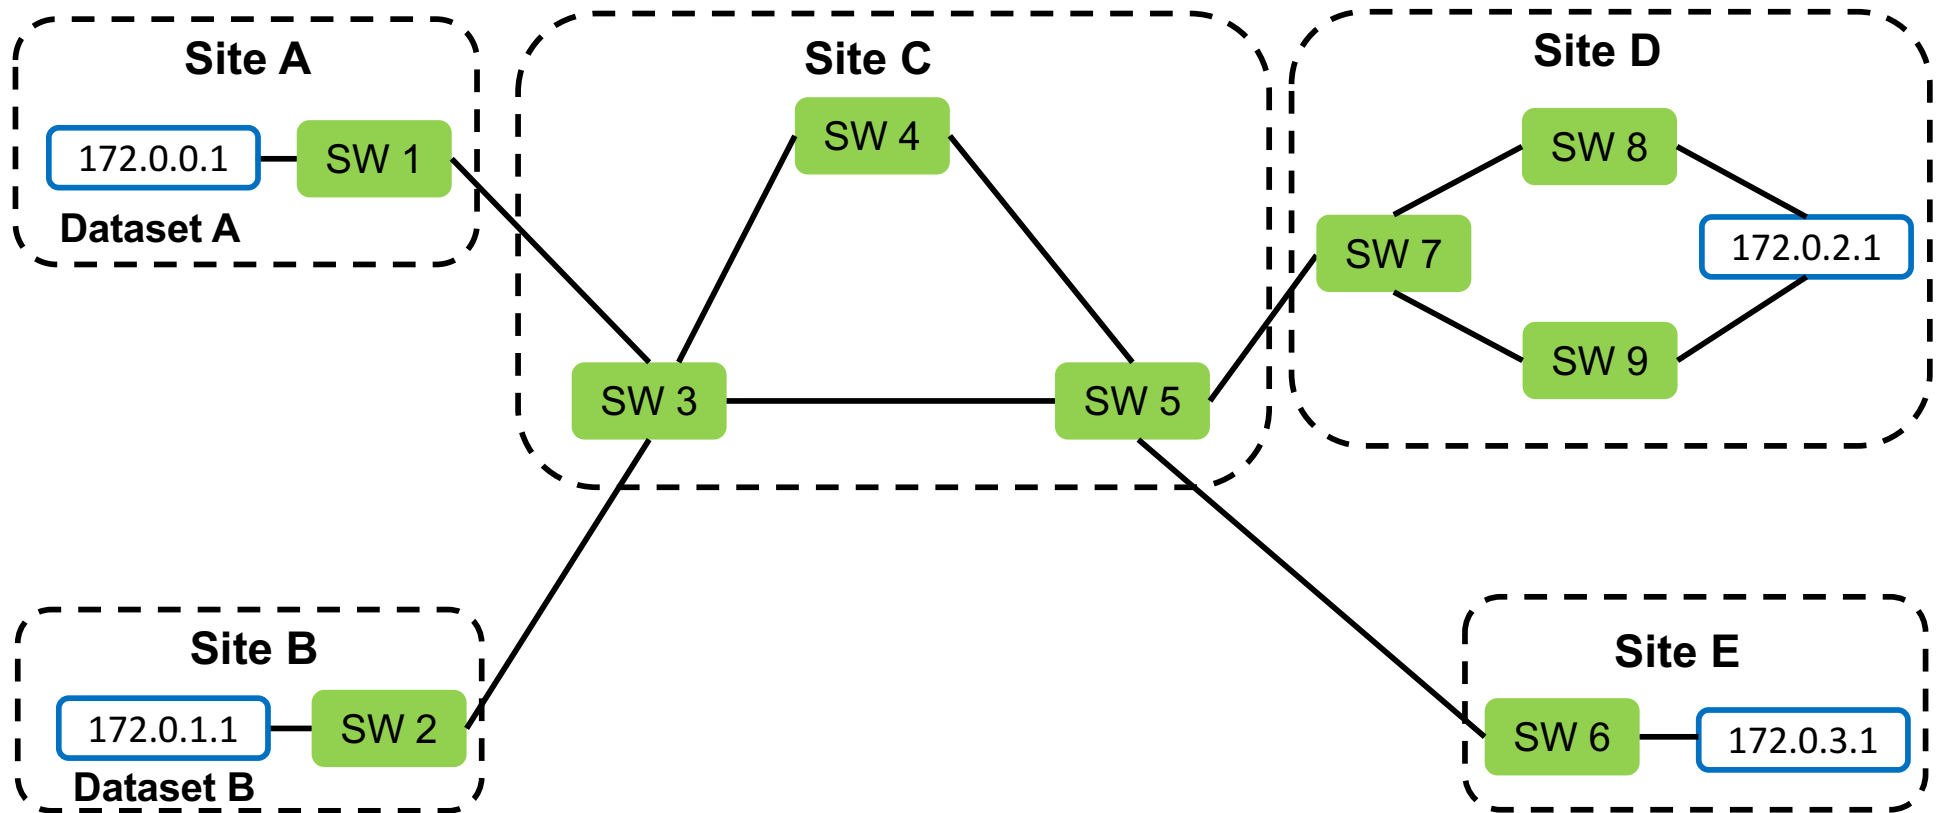 Site A
172.0.0.1
SW 1
Dataset A
Site B
172.0.1.1
SW 2
Dataset B
Site C
SW 4
SW 3
SW 5
Site D
SW 8
SW 7
172.0.2.1
SW 9
Site E
SW 6
172.0.3.1